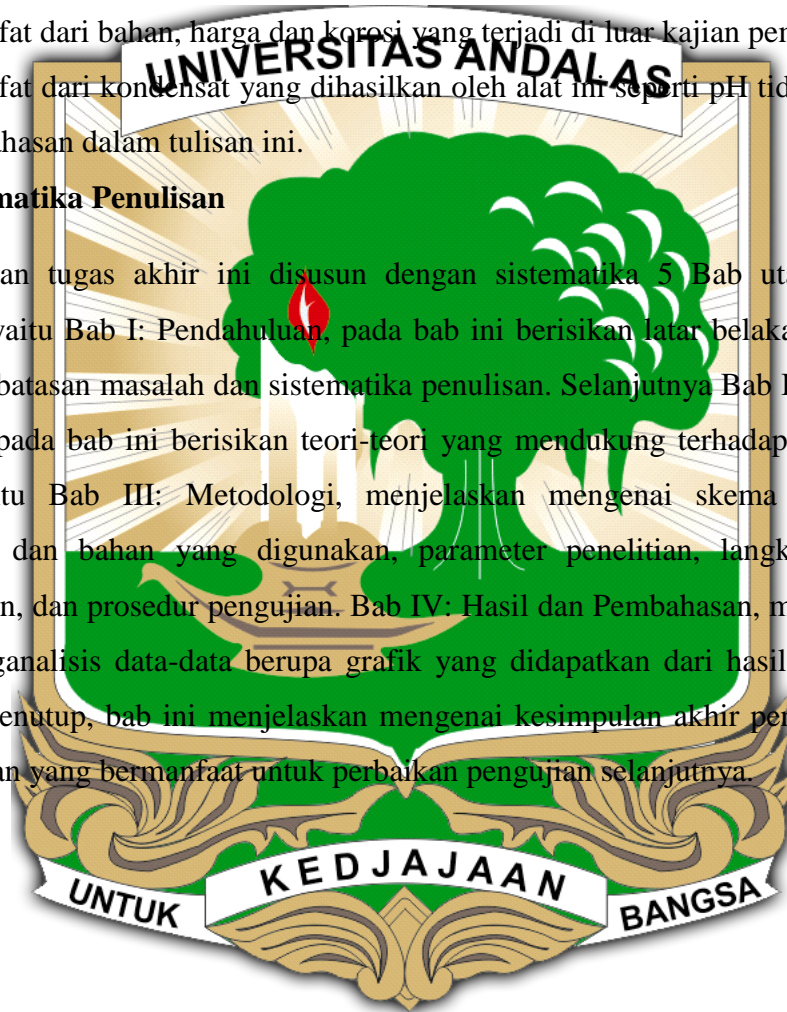 fat dari bahan, harga dan korosi yang terjadi di luar kajian pen
UNIVERSITAS ANDALAS
fat dari kondensat yang dihasilkan oleh alat ini seperti pH tid
hasan dalam tulisan ini.
matika Penulisan
an tugas akhir ini disusun dengan sistematika 5 Bab uta
yaitu Bab I: Pendahuluan, pada bab ini berisikan latar belaka
batasan masalah dan sistematika penulisan. Selanjutnya Bab I
pada bab ini berisikan teori-teori yang mendukung terhadap
tu Bab III: Metodologi, menjelaskan mengenai skema
dan bahan yang digunakan, parameter penelitian, langk
n, dan prosedur pengujian. Bab IV: Hasil dan Pembahasan, m
ganalisis data-data berupa grafik yang didapatkan dari hasil
enutup, bab ini menjelaskan mengenai kesimpulan akhir pen
an yang bermanfaat untuk perbaikan pengujian selanjutnya.
UNTUK KEDJAJAAN BANGSA